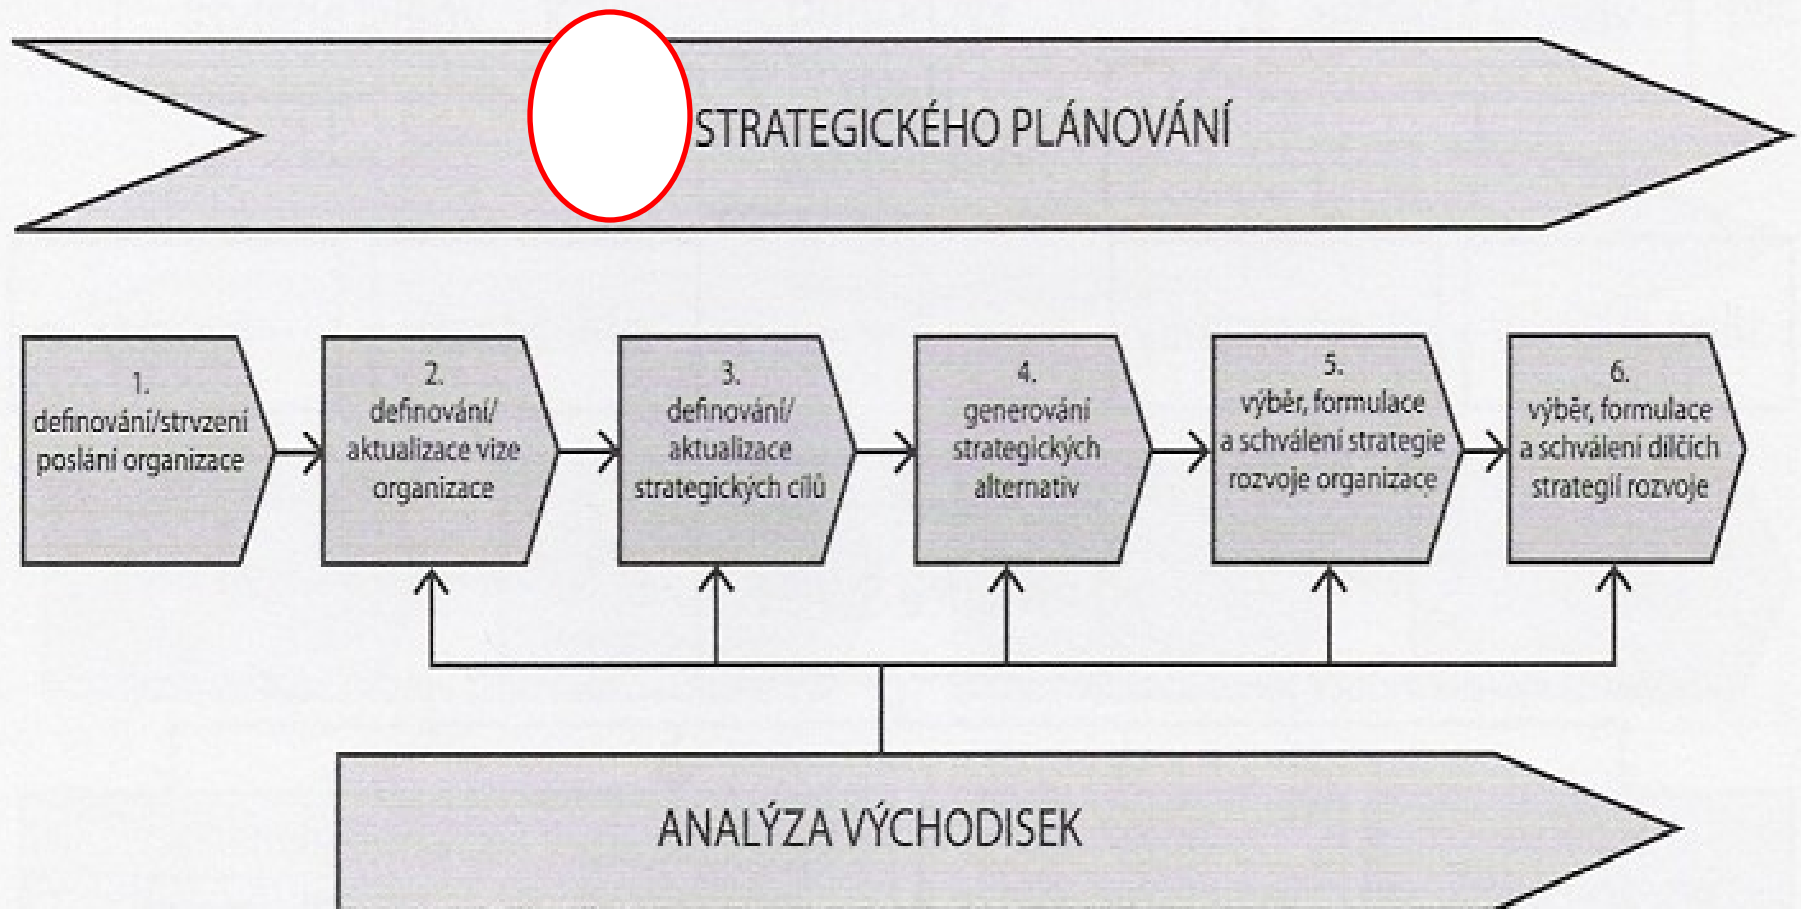 STRATEGICKÉHO PLÁNOVÁNÍ
1.
definování/strvzení
poslání organizace
2.
definování/
aktualizace vize
organizace
3.
definování/
aktualizace
strategických cílů
4.
generování
strategických
alternativ
5.
výběr, formulace
a schválení strategie
rozvoje organizace
6.
výběr, formulace
a schválení dílčích
strategií rozvoje
ANALÝZA VÝCHODISEK